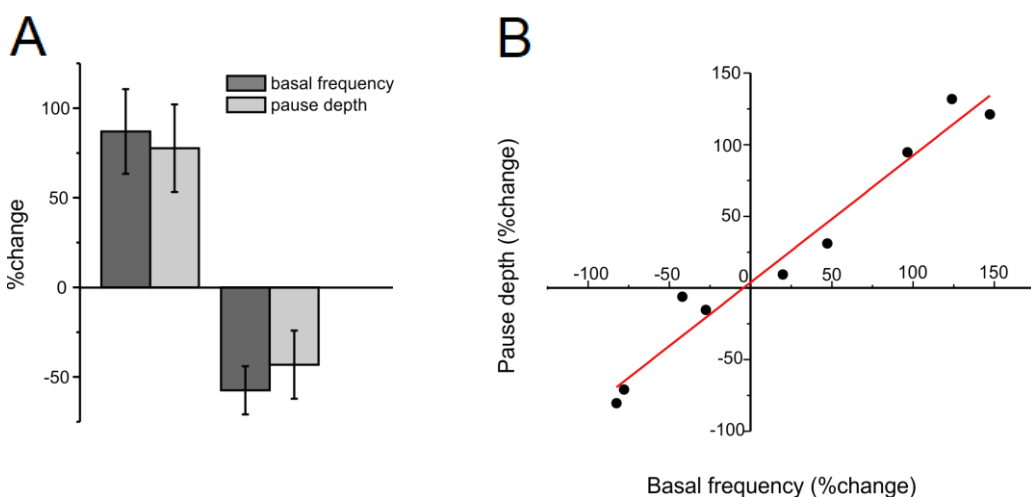 A
basal frequency
pause depth
100
50
0
-50
%change
B
150
100
50
0
-100
-50
50
100
150
-50
-100
Pause depth (%change)
Basal frequency (%change)